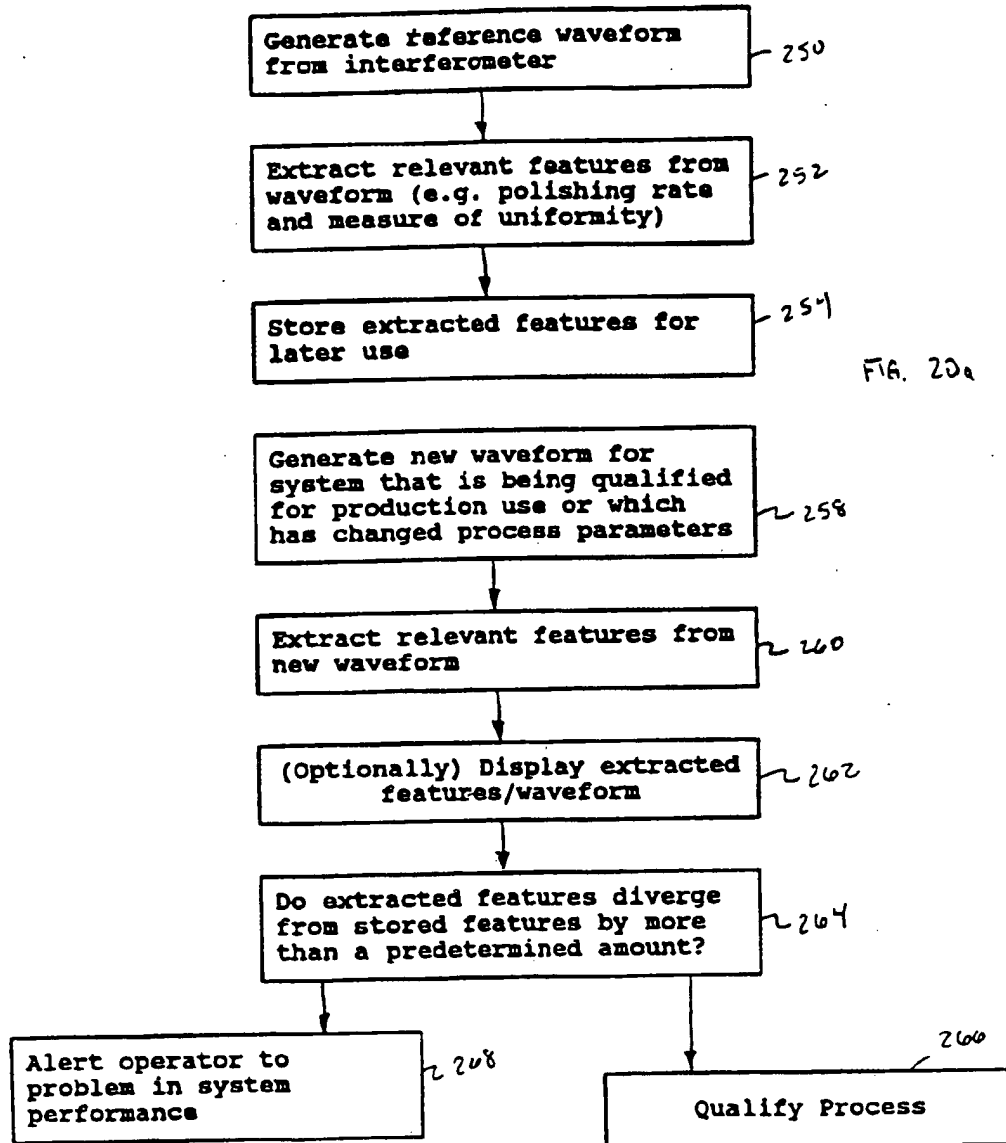 Generate reference waveform
from interferometer
250
Extract relevant features from
waveform (e.g. polishing rate
and measure of uniformity)
252
Store extracted features for
later use
254
FIG. 20a
Generate new waveform for
system that is being qualified
for production use or which
has changed process parameters
258
Extract relevant features from
new waveform
260
(Optionally) Display extracted
features/waveform
262
Do extracted features diverge
from stored features by more
than a predetermined amount?
264
Alert operator to
problem in system
performance
268
266
Qualify Process